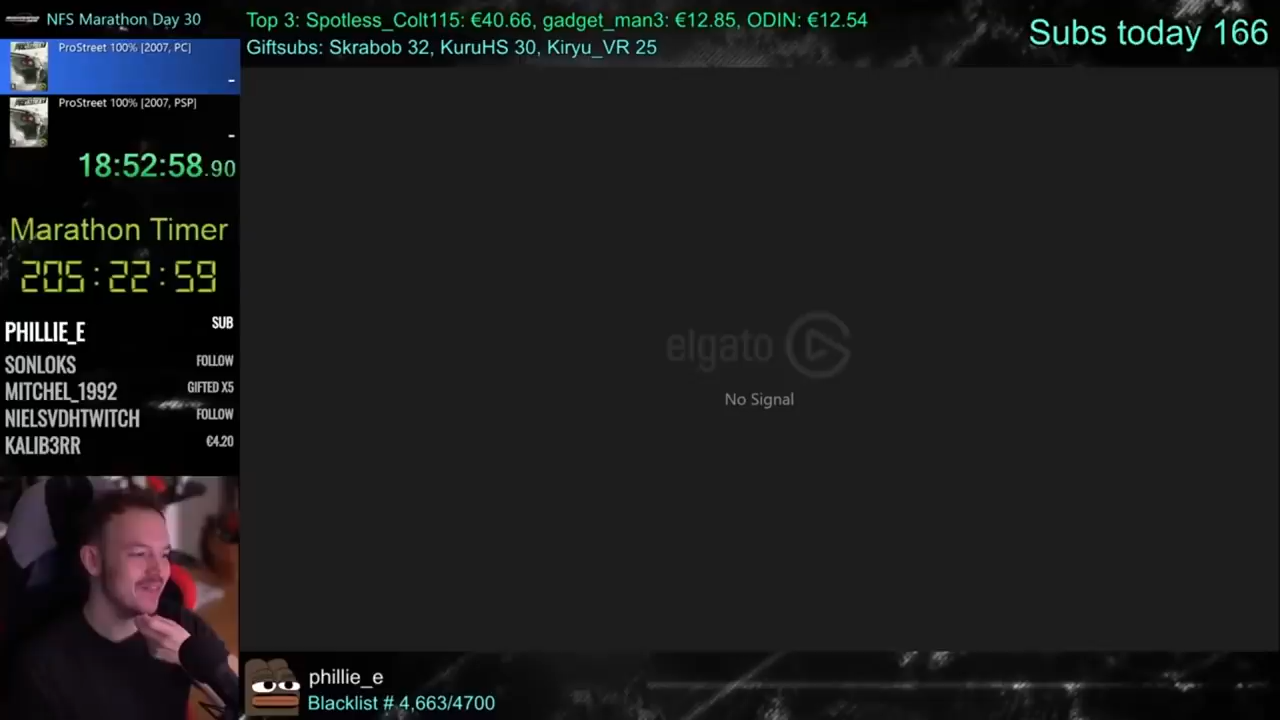 NFS Marathon Day 30
Top 3: Spotless_Colt115: €40.66, gadget_man3: €12.85, ODIN: €12.54
Giftsubs: Skrabob 32, KuruHS 30, Kiryu_VR 25
Subs today 166
ProStreet 100% [2007, PC]
-
ProStreet 100% [2007, PSP]
-
18:52:58.90
Marathon Timer
205:22:59
PHILLIE_E SUB
SONLOKS FOLLOW
MITCHEL_1992 GIFTED X5
NIELSVDHTWITCH FOLLOW
KALIB3RR €4.20
elgato
No Signal
phillie_e
Blacklist # 4,663/4700